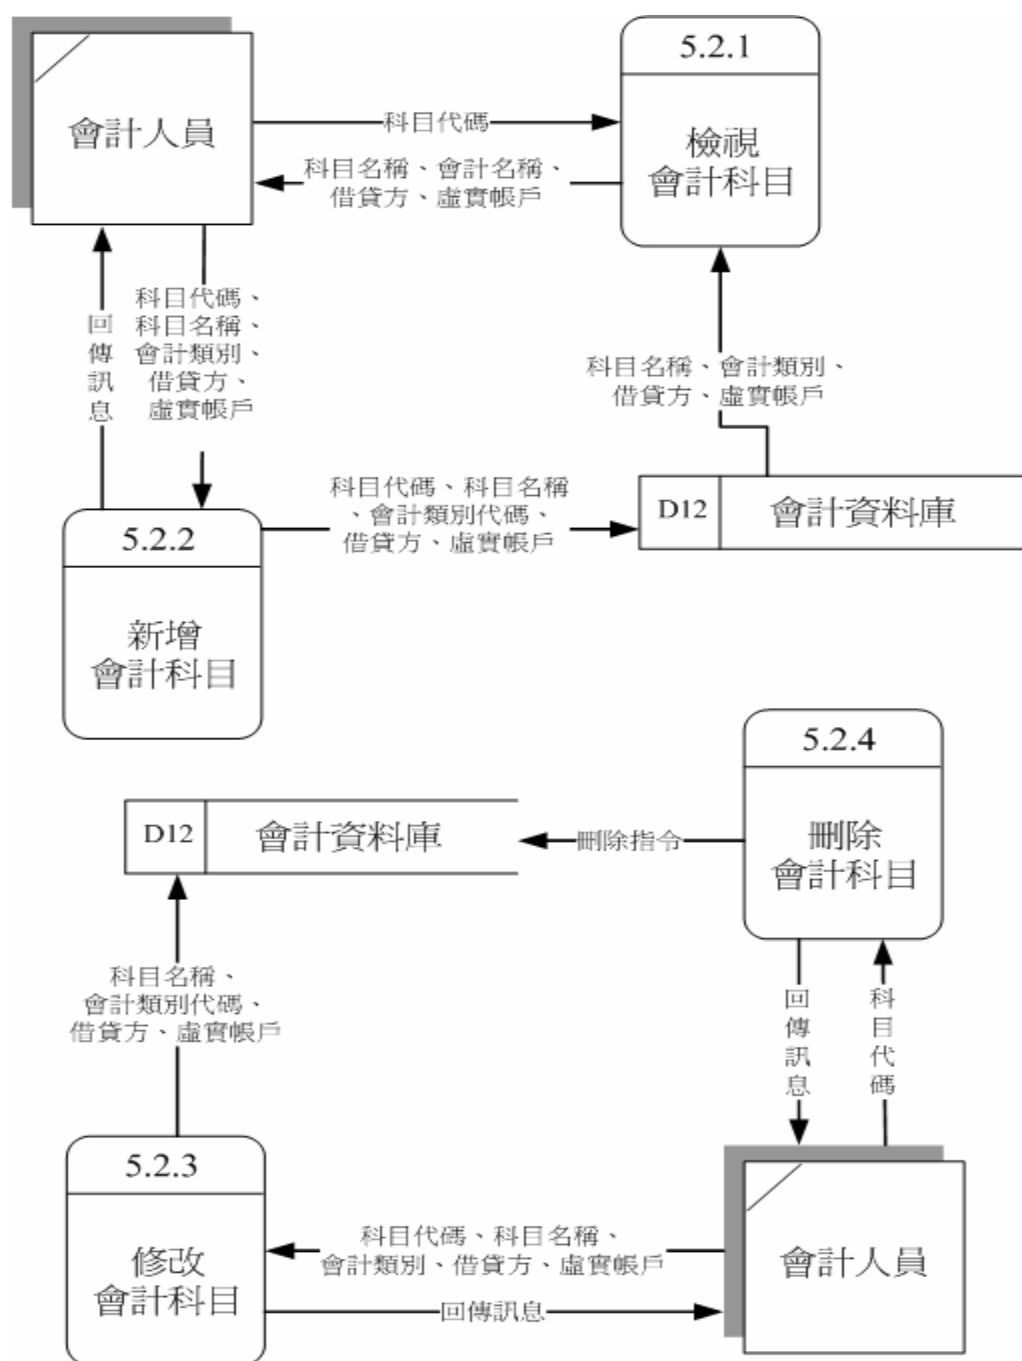 會計人員
5.2.1
檢視
會計科目
科目代碼
科目名稱、會計名稱、
借貸方、虛實帳戶
回傳訊息
科目代碼、
科目名稱、
會計類別、
借貸方、
虛實帳戶
科目名稱、會計類別、
借貸方、虛實帳戶
科目代碼、科目名稱
、會計類別代碼、
借貸方、虛實帳戶
D12
會計資料庫
5.2.2
新增
會計科目
5.2.4
刪除
會計科目
D12
會計資料庫
刪除指令
科目名稱、
會計類別代碼、
借貸方、虛實帳戶
回傳訊息
科目代碼
5.2.3
修改
會計科目
科目代碼、科目名稱、
會計類別、借貸方、虛實帳戶
回傳訊息
會計人員